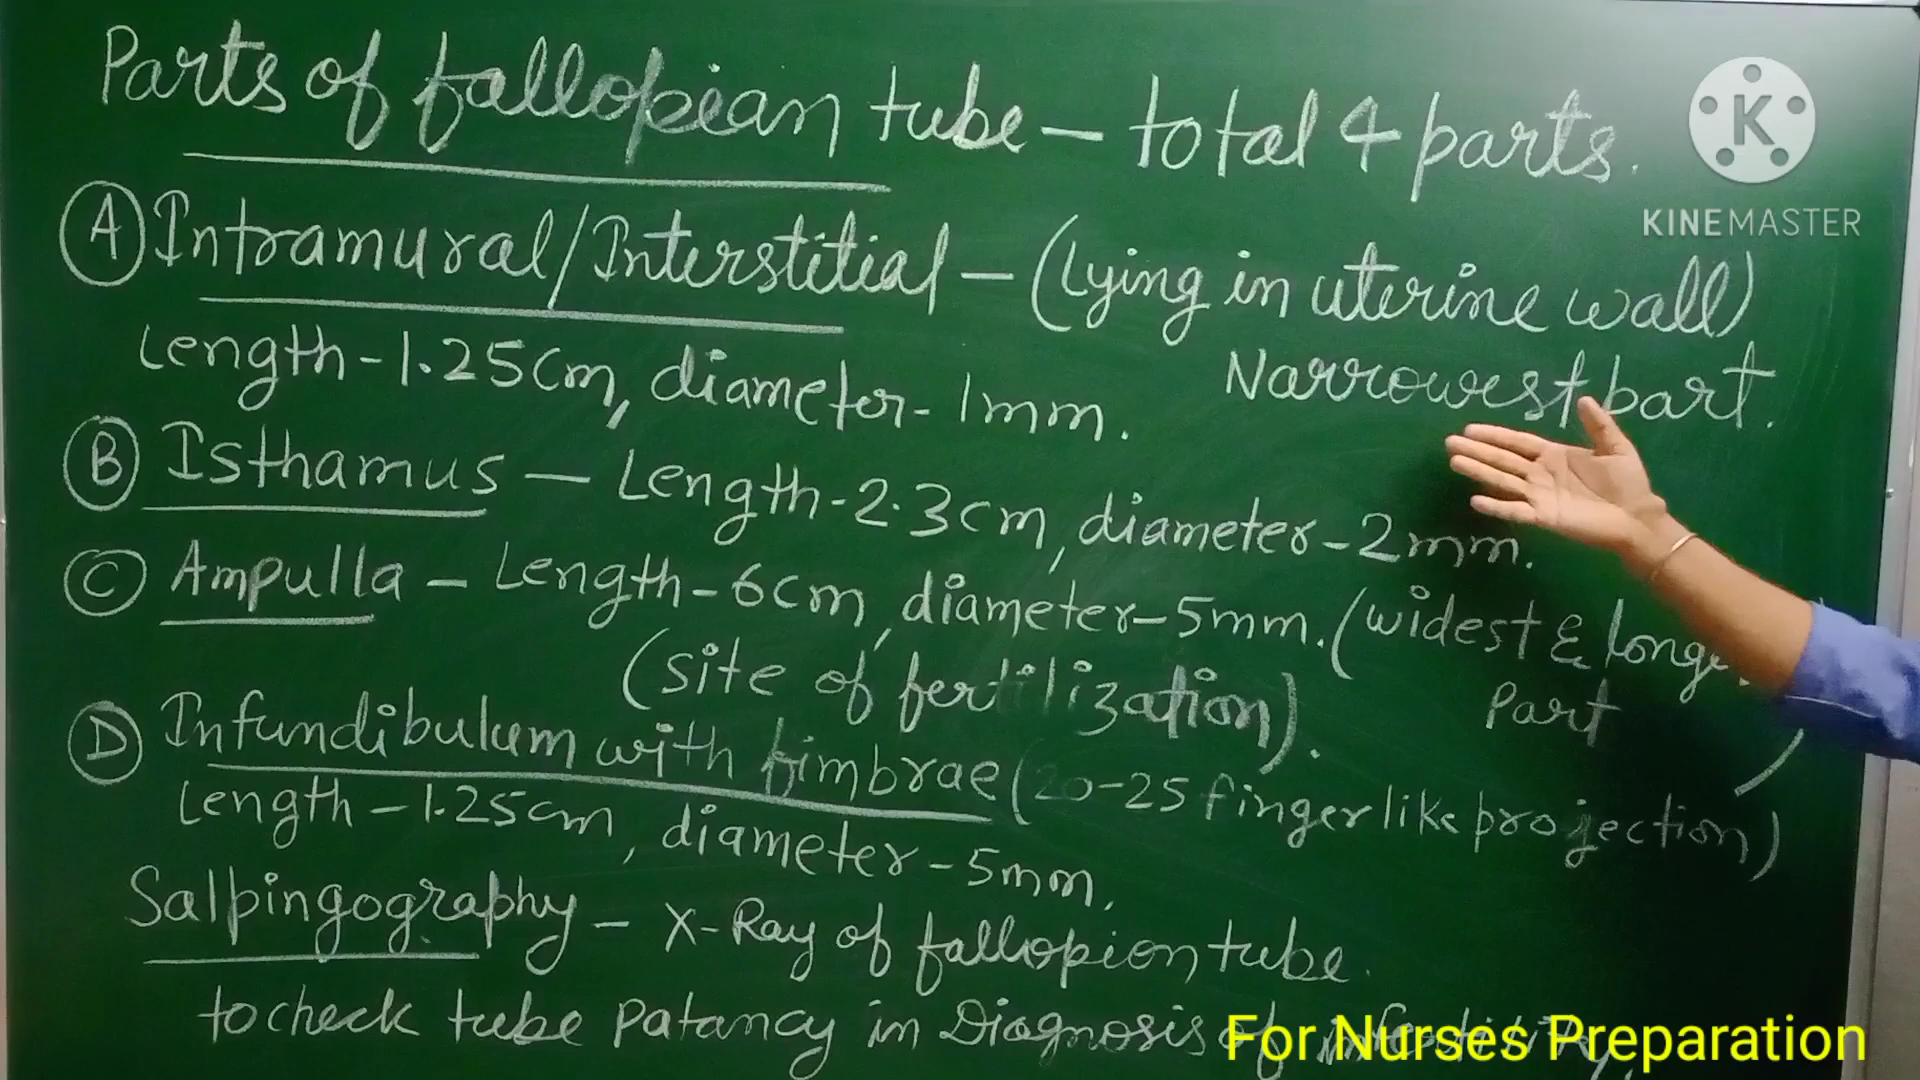 Parts of fallopian tube - total 4 parts.
KINEMASTER
(A) Intramural/Interstitial - (Lying in uterine wall)
Length-1.25cm, diameter-1mm. Narrowest part.
(B) Isthamus - Length-2.3cm, diameter-2mm.
(C) Ampulla - Length-6cm, diameter-5mm. (widest &
Part)
(site of fertilization).
(D) Infundibulum with fimbrae (20-25 finger like projection)
Length-1.25cm, diameter-5mm,
Salpingography - X-Ray of fallopion tube.
to check tube Patancy in Diagnosis of
For Nurses Preparation